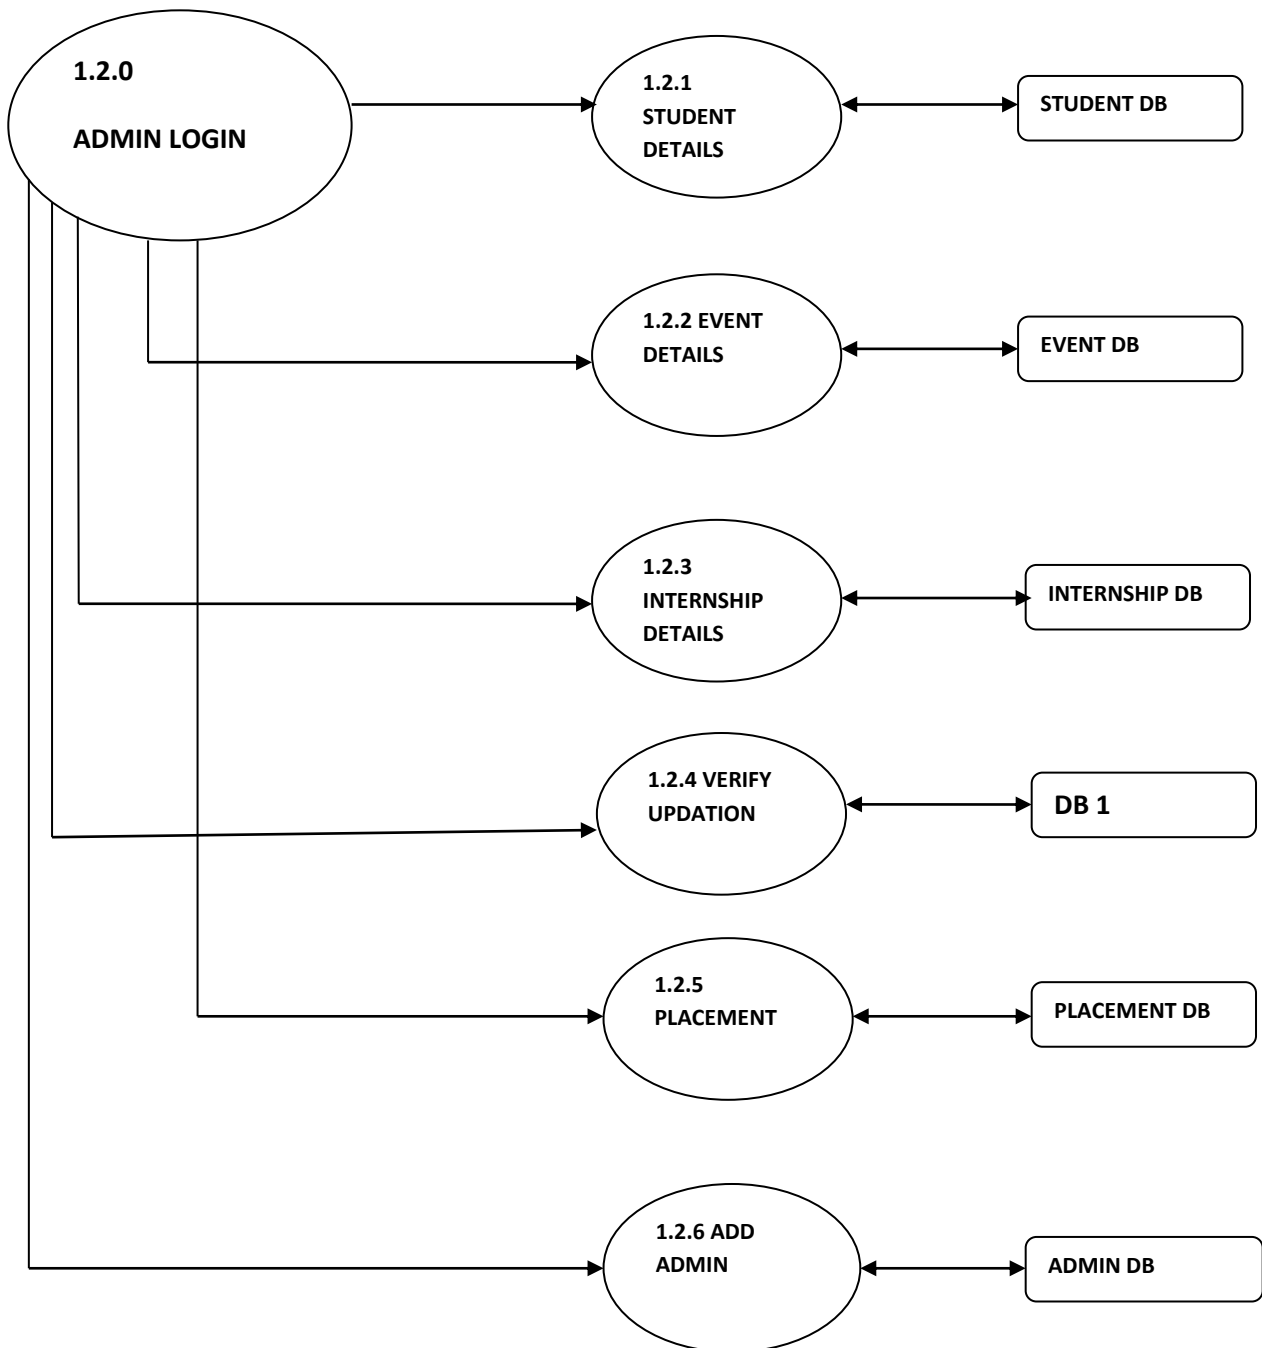 1.2.0
ADMIN LOGIN
1.2.1
STUDENT
DETAILS
STUDENT DB
1.2.2 EVENT
DETAILS
EVENT DB
1.2.3
INTERNSHIP
DETAILS
INTERNSHIP DB
1.2.4 VERIFY
UPDATION
DB 1
1.2.5
PLACEMENT
PLACEMENT DB
1.2.6 ADD
ADMIN
ADMIN DB